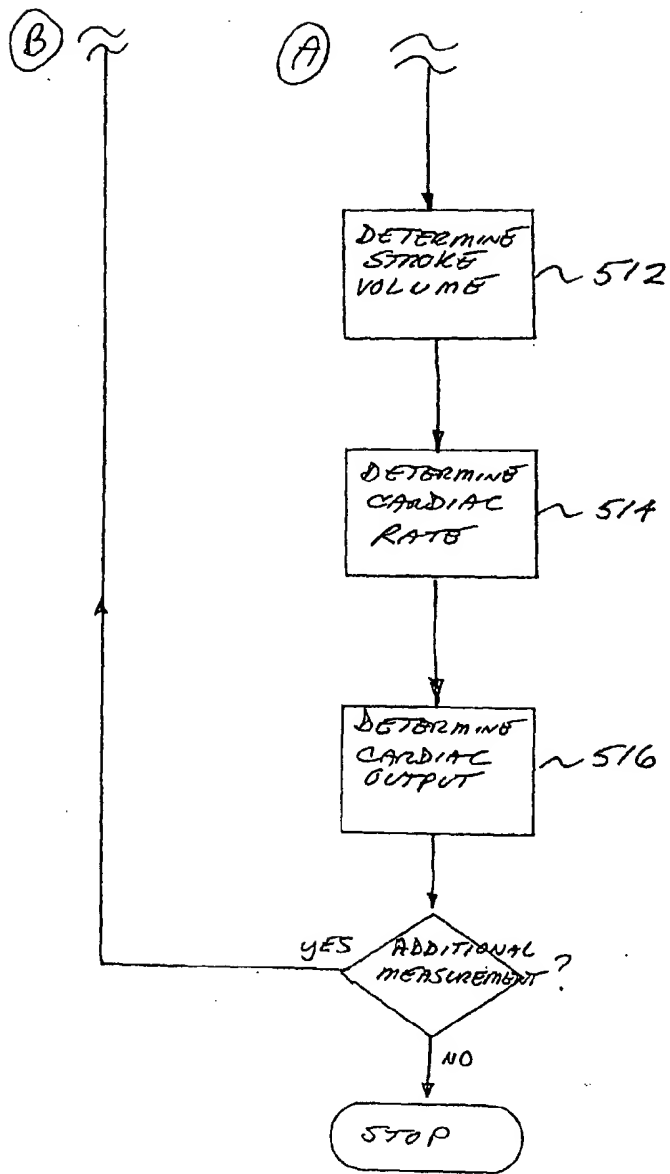 B
A
DETERMINE
STROKE
VOLUME
512
DETERMINE
CARDIAC
RATE
514
DETERMINE
CARDIAC
OUTPUT
516
YES
ADDITIONAL
MEASUREMENT?
NO
STOP